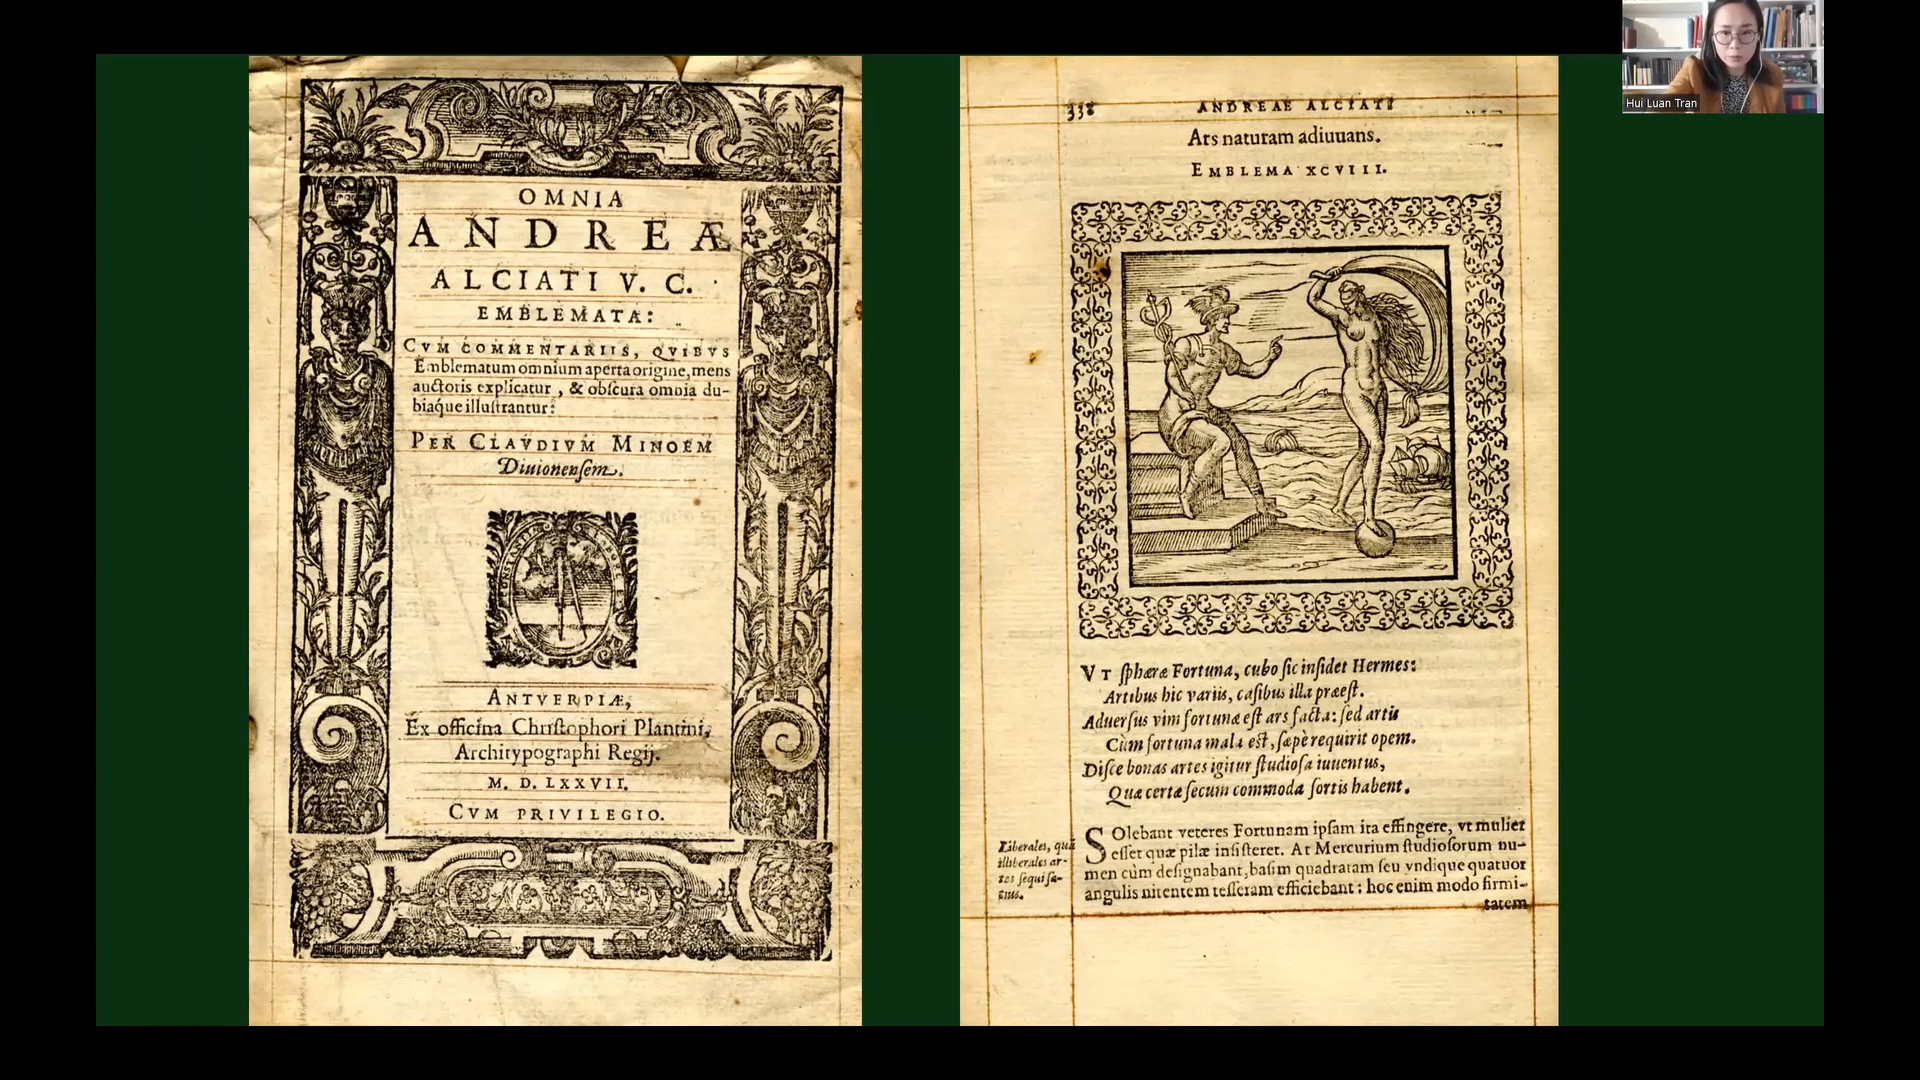 OMNIA
ANDREÆ
ALCIATI V. C.
EMBLEMATA:
CVM COMMENTARIIS, QVIBVS
Emblematum omnium aperta origine, mens
auctoris explicatur, & obscura omnia du-
biáque illustrantur:
PER CLAVDIVM MINOEM
Diuionensem.
ANTVERPIÆ,
Ex officina Christophori Plantini,
Architypographi Regij.
M. D. LXXVII.
CVM PRIVILEGIO.
338
ANDREAE ALCIATI
Ars naturam adiuuans.
EMBLEMA XCVIII.
VT sphæræ Fortuna, cubo sic insidet Hermes:
Artibus hic variis, casibus illa præest.
Aduersus vim fortunæ est ars facta: sed artis
Cùm fortuna mala est, sæpè requirit opem.
Disce bonas artes igitur studiosa iuuentus,
Quæ certæ secum commoda sortis habent.
SOlebant veteres Fortunam ipsam ita effingere, vt mulier
esset quæ pilæ insisteret. At Mercurium studiosorum nu-
men cùm designabant, basim quadratam seu vndique quatuor
angulis nitentem tesseram efficiebant: hoc enim modo firmi-
tatem
Liberales, quã
illiberales ar-
tes sequi sa-
tius.
Hui Luan Tran